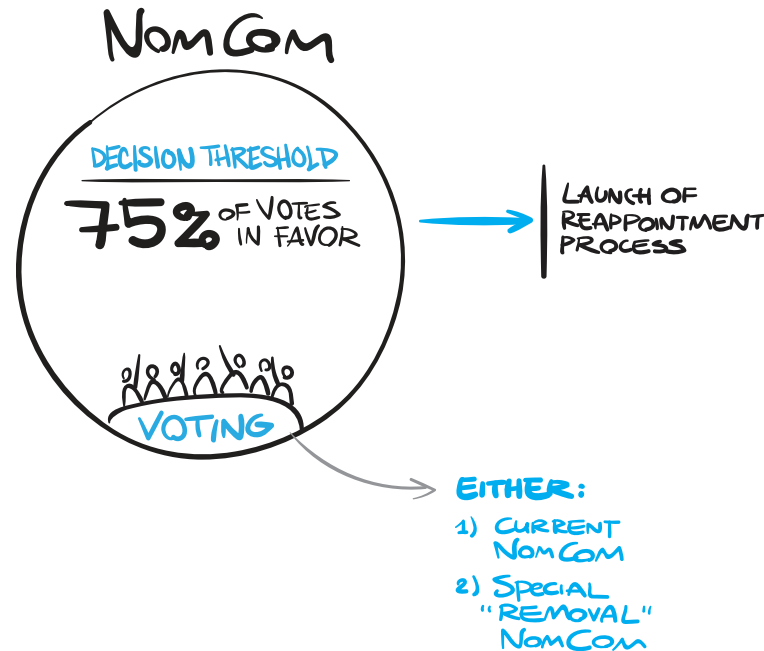 NOMCOM
DECISION THRESHOLD
75% OF VOTES
IN FAVOR
LAUNCH OF
REAPPOINTMENT
PROCESS
VOTING
EITHER:
1) CURRENT
NOMCOM
2) SPECIAL
"REMOVAL"
NOMCOM